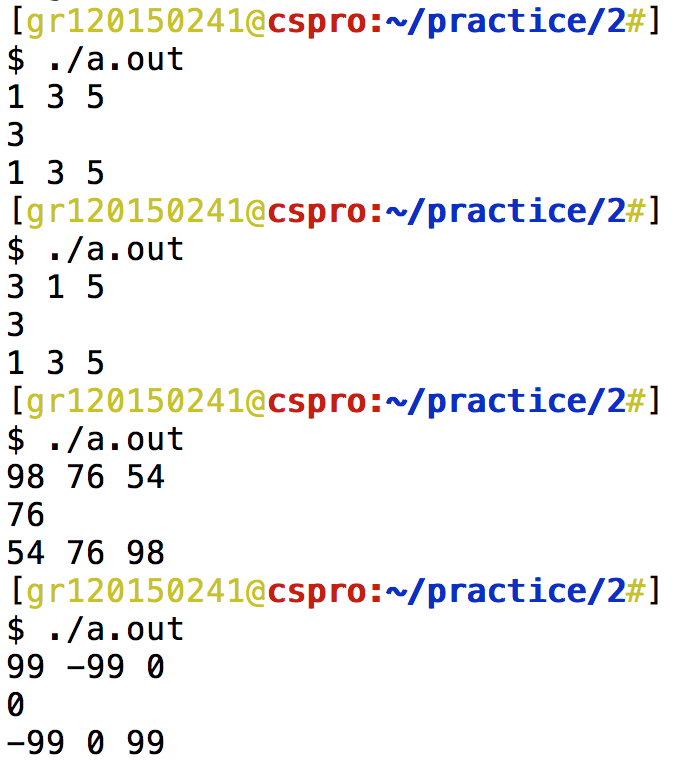 [gr120150241@cspro:~/practice/2#]
$ ./a.out
1 3 5
3
1 3 5
[gr120150241@cspro:~/practice/2#]
$ ./a.out
3 1 5
3
1 3 5
[gr120150241@cspro:~/practice/2#]
$ ./a.out
98 76 54
76
54 76 98
[gr120150241@cspro:~/practice/2#]
$ ./a.out
99 -99 0
0
-99 0 99